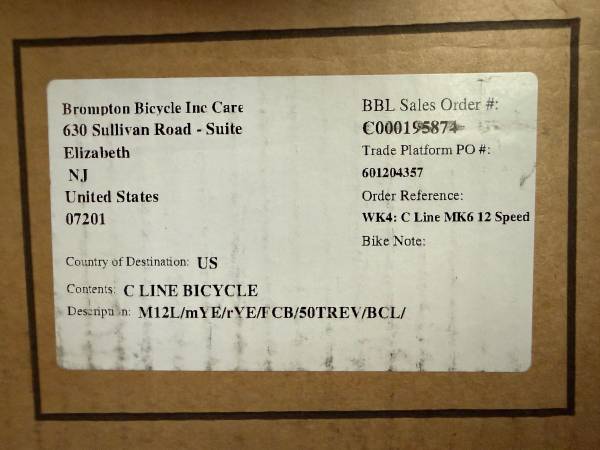 Brompton Bicycle Inc Care
630 Sullivan Road - Suite
Elizabeth
NJ
United States
07201
Country of Destination: US
Contents: C LINE BICYCLE
Description: M12L/mYE/rYE/FCB/50TREV/BCL/
BBL Sales Order #:
C000195874
Trade Platform PO #:
601204357
Order Reference:
WK4: C Line MK6 12 Speed
Bike Note: